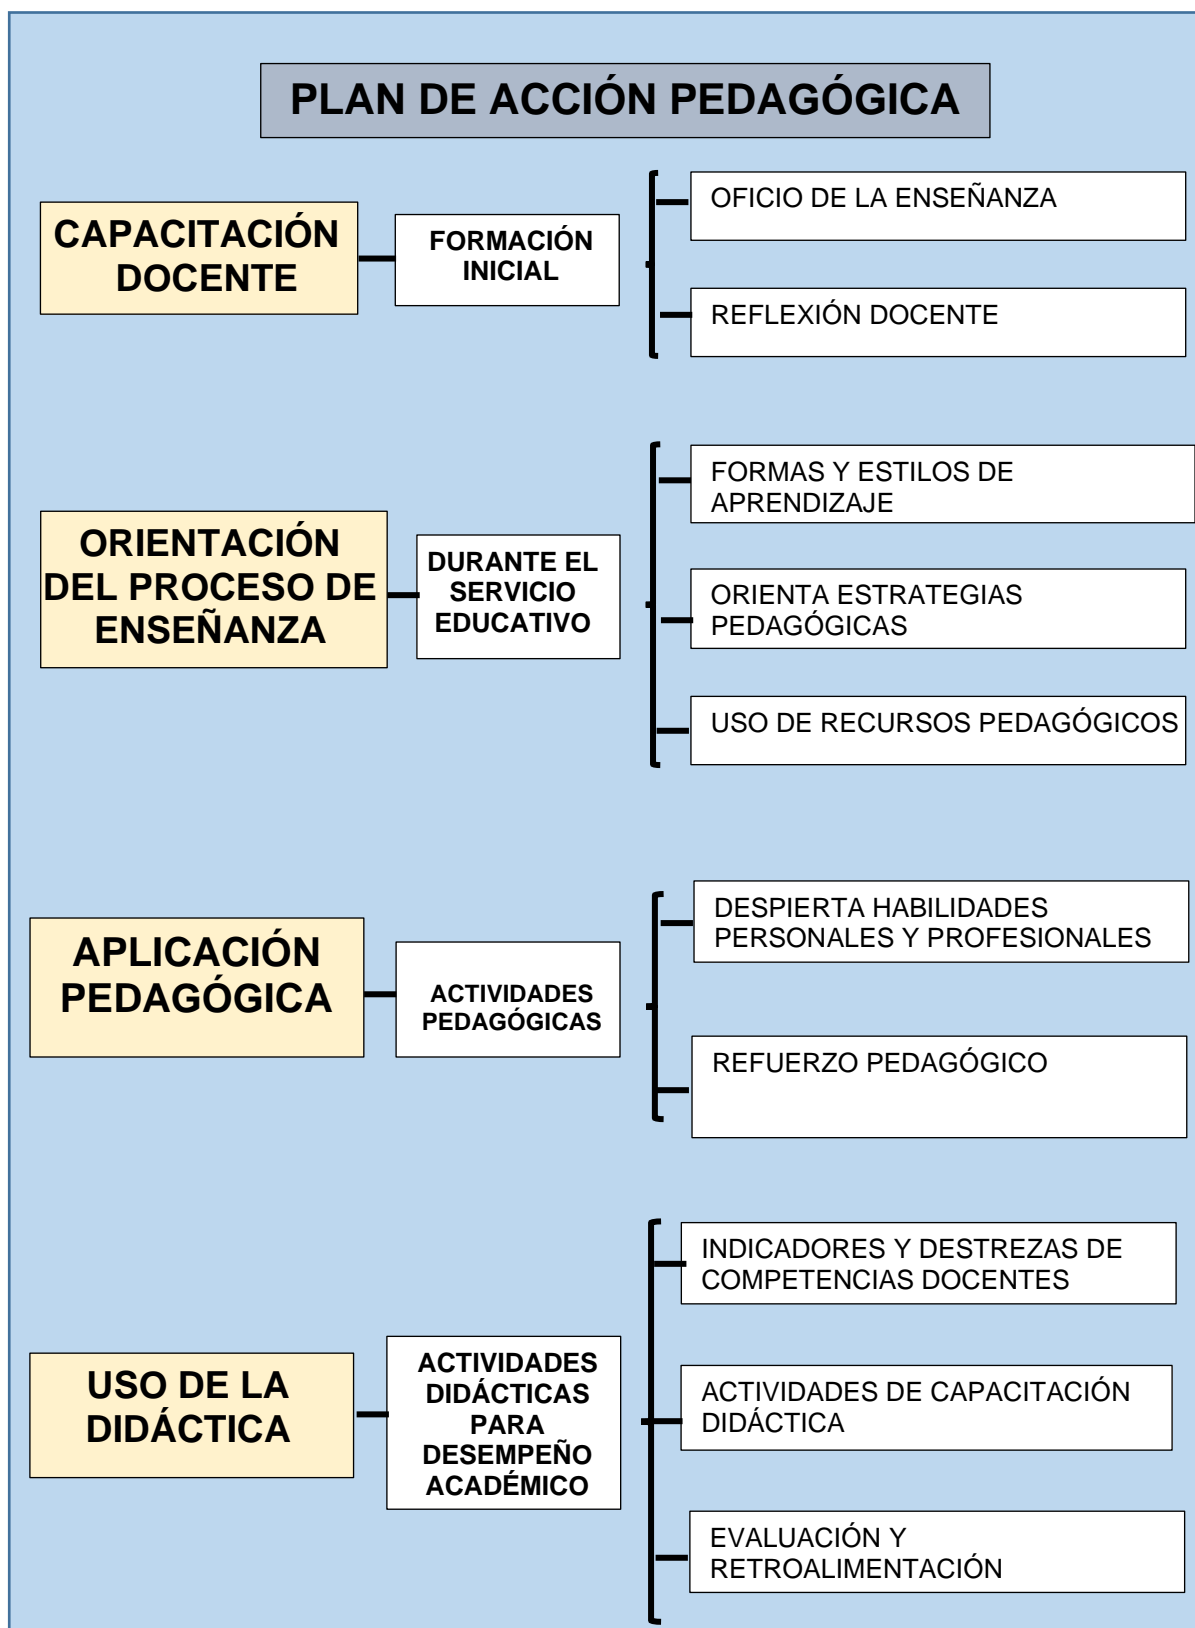 PLAN DE ACCIÓN PEDAGÓGICA
CAPACITACIÓN
DOCENTE
FORMACIÓN
INICIAL
OFICIO DE LA ENSEÑANZA
REFLEXIÓN DOCENTE
ORIENTACIÓN
DEL PROCESO DE
ENSEÑANZA
DURANTE EL
SERVICIO
EDUCATIVO
FORMAS Y ESTILOS DE
APRENDIZAJE
ORIENTA ESTRATEGIAS
PEDAGÓGICAS
USO DE RECURSOS PEDAGÓGICOS
APLICACIÓN
PEDAGÓGICA
ACTIVIDADES
PEDAGÓGICAS
DESPIERTA HABILIDADES
PERSONALES Y PROFESIONALES
REFUERZO PEDAGÓGICO
USO DE LA
DIDÁCTICA
ACTIVIDADES
DIDÁCTICAS
PARA
DESEMPEÑO
ACADÉMICO
INDICADORES Y DESTREZAS DE
COMPETENCIAS DOCENTES
ACTIVIDADES DE CAPACITACIÓN
DIDÁCTICA
EVALUACIÓN Y
RETROALIMENTACIÓN